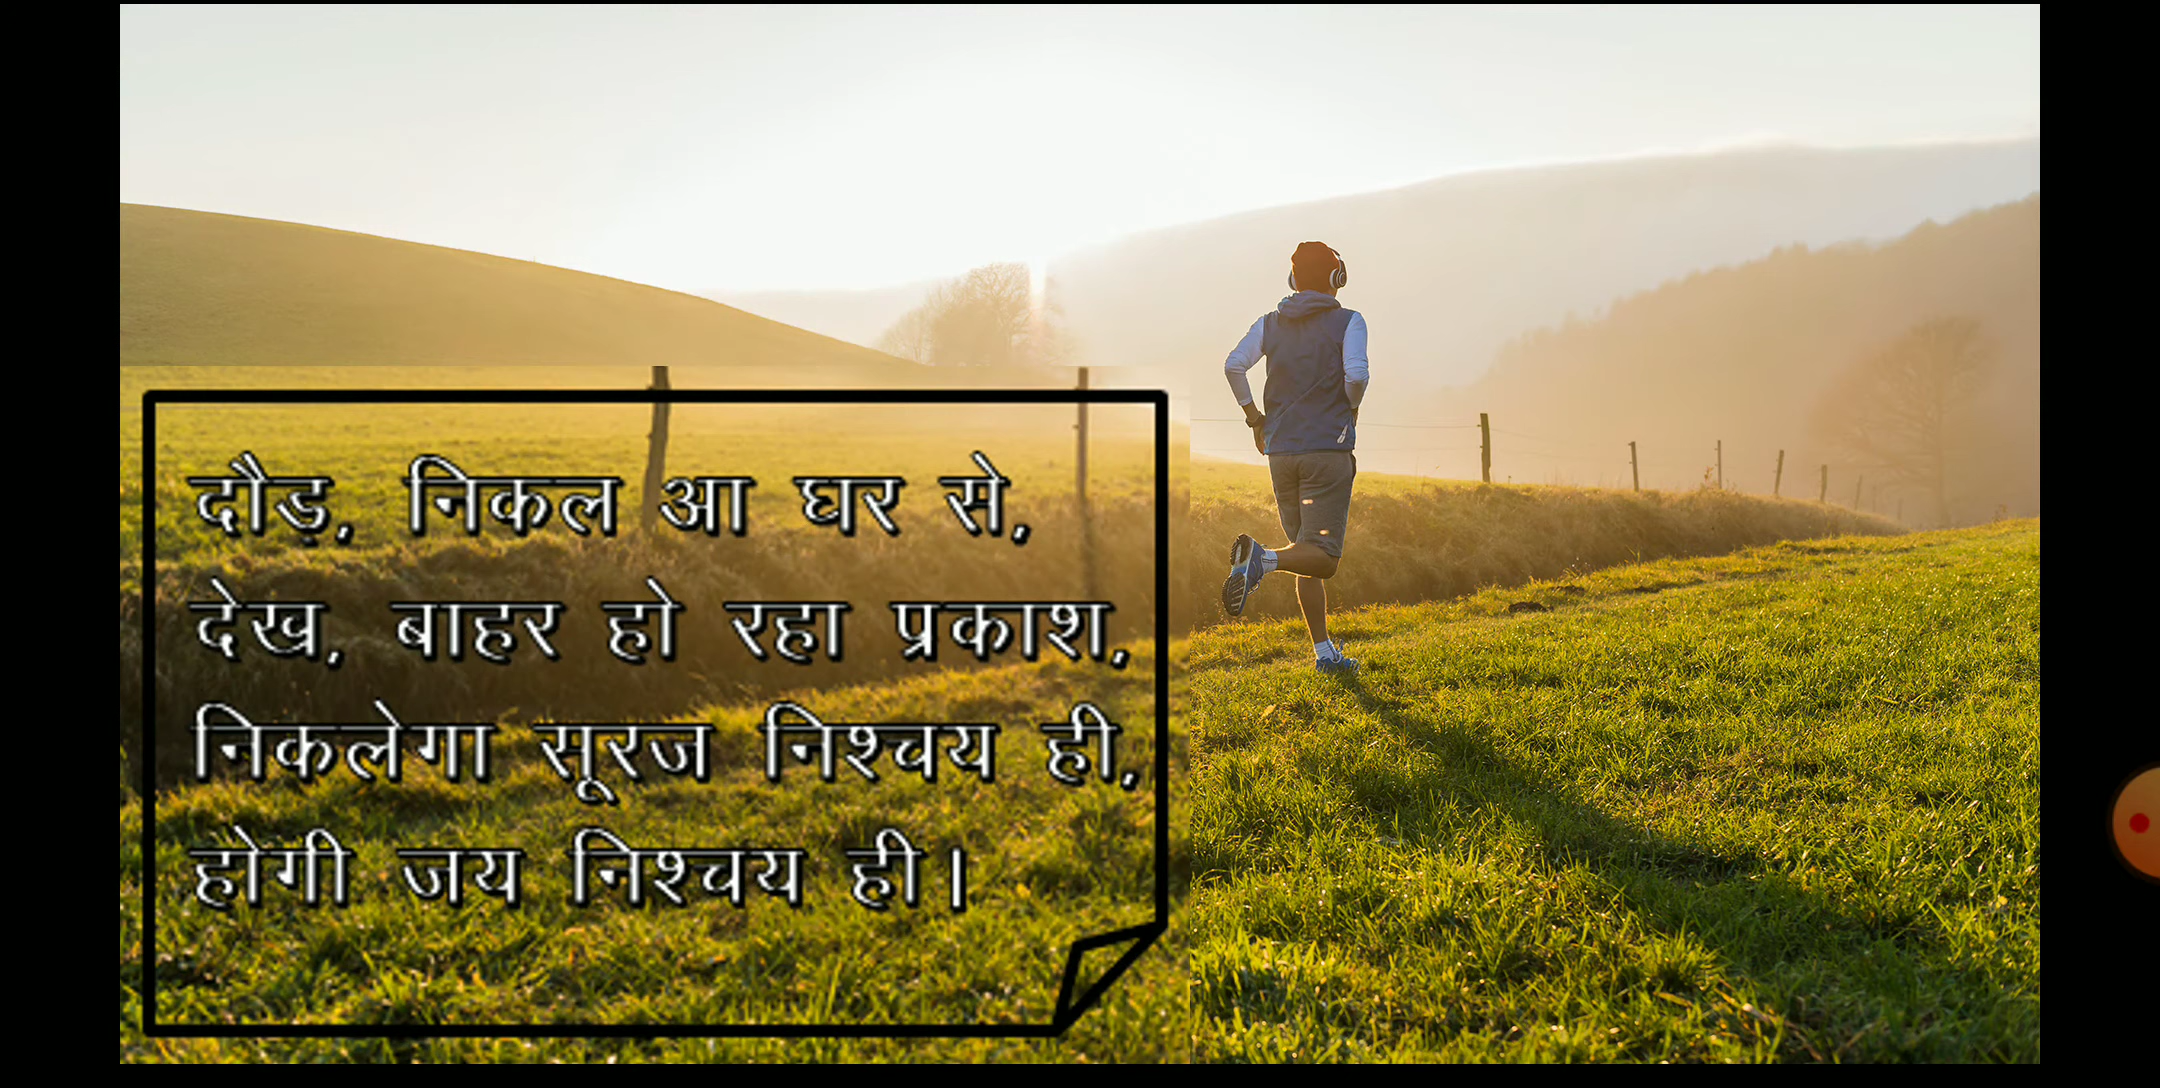 दौड़, निकल आ घर से,
देख, बाहर हो रहा प्रकाश,
निकलेगा सूरज निश्चय ही,
होगी जय निश्चय ही।